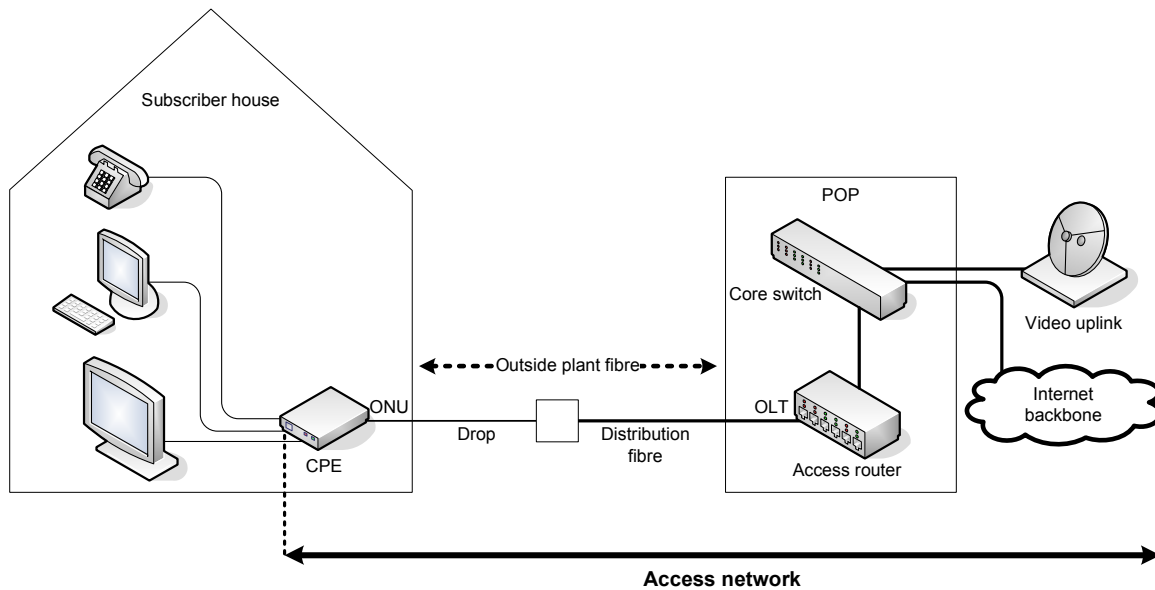 Subscriber house
POP
Core switch
Video uplink
Outside plant fibre
ONU
OLT
Internet
backbone
Drop
Distribution
fibre
CPE
Access router
Access network